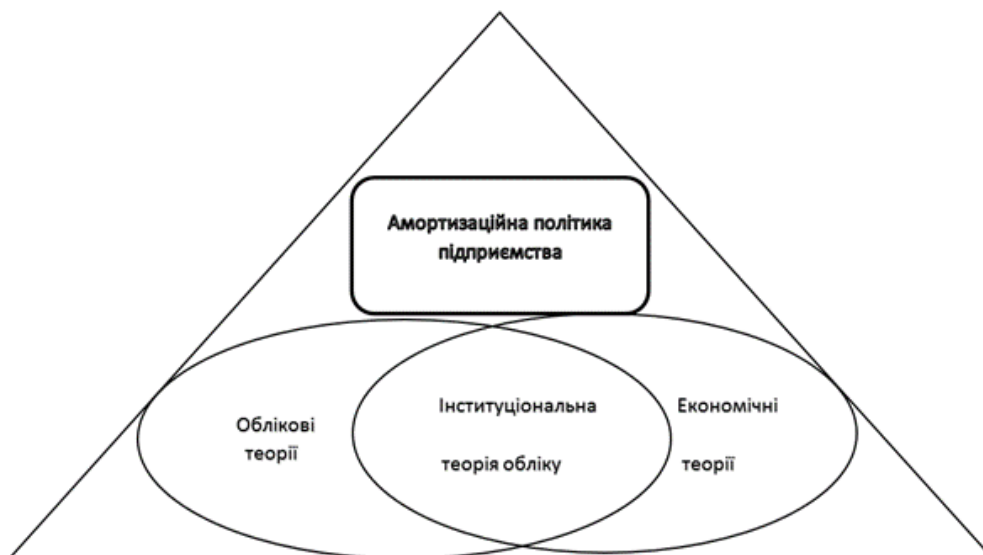 Амортизаційна політика
підприємства
Облікові
теорії
Інституціональна
теорія обліку
Економічні
теорії